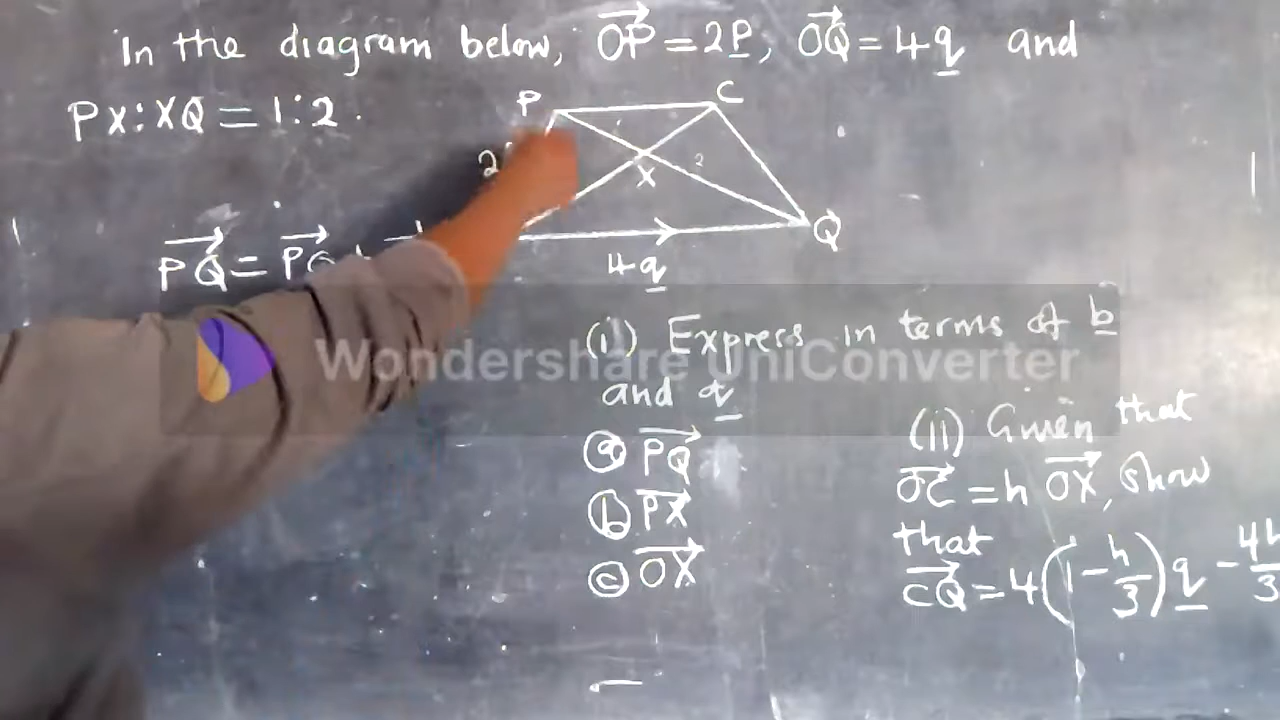 In the diagram below, OP = 2p, OQ = 4q and
PX:XQ = 1:2.
P
C
2
1
2
X
Q
4q
PQ = PO +
(i) Express in terms of b
and q
(a) PQ
(b) PX
(c) OX
(ii) Given that
OC = h OX, show
that
CQ = 4(1 - h/3)q - 4h/3
Wondershare UniConverter